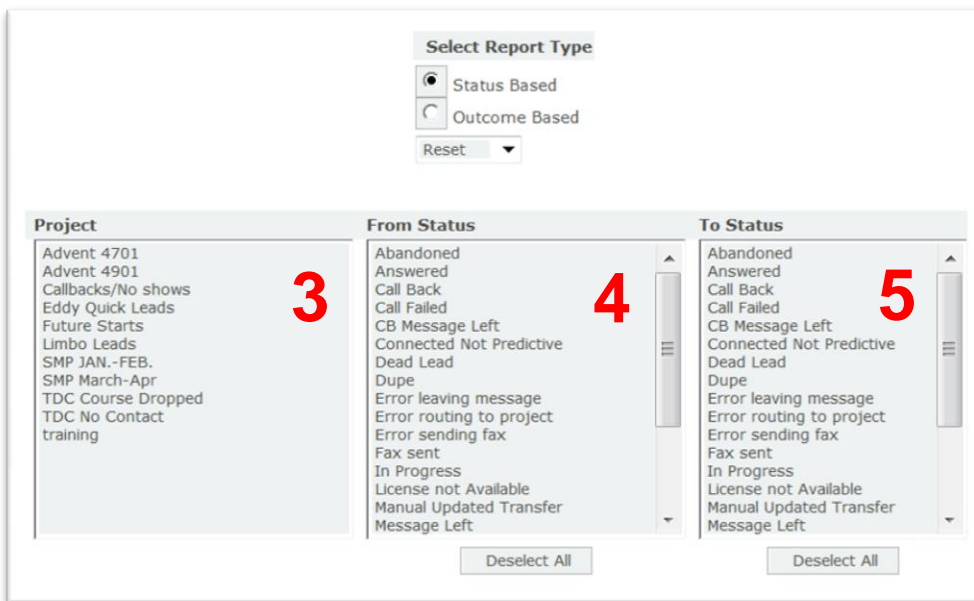 Select Report Type
Status Based
Outcome Based
Reset
Project
Advent 4701
Advent 4901
Callbacks/No shows
Eddy Quick Leads
Future Starts
Limbo Leads
SMP JAN.-FEB.
SMP March-Apr
TDC Course Dropped
TDC No Contact
training
3
From Status
Abandoned
Answered
Call Back
Call Failed
CB Message Left
Connected Not Predictive
Dead Lead
Dupe
Error leaving message
Error routing to project
Error sending fax
Fax sent
In Progress
License not Available
Manual Updated Transfer
Message Left
4
Deselect All
To Status
Abandoned
Answered
Call Back
Call Failed
CB Message Left
Connected Not Predictive
Dead Lead
Dupe
Error leaving message
Error routing to project
Error sending fax
Fax sent
In Progress
License not Available
Manual Updated Transfer
Message Left
5
Deselect All